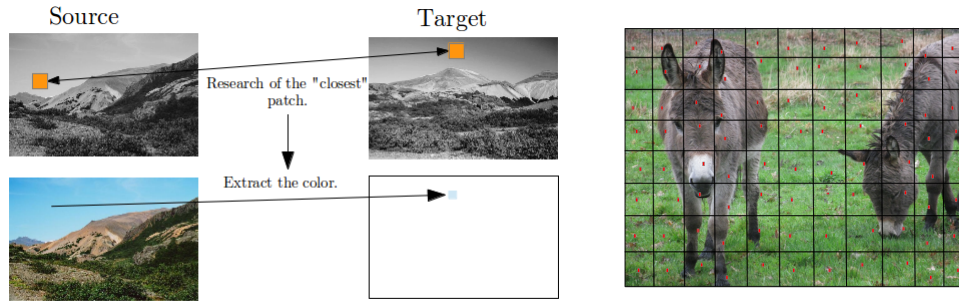 Source
Target
Research of the "closest"
patch.
Extract the color.